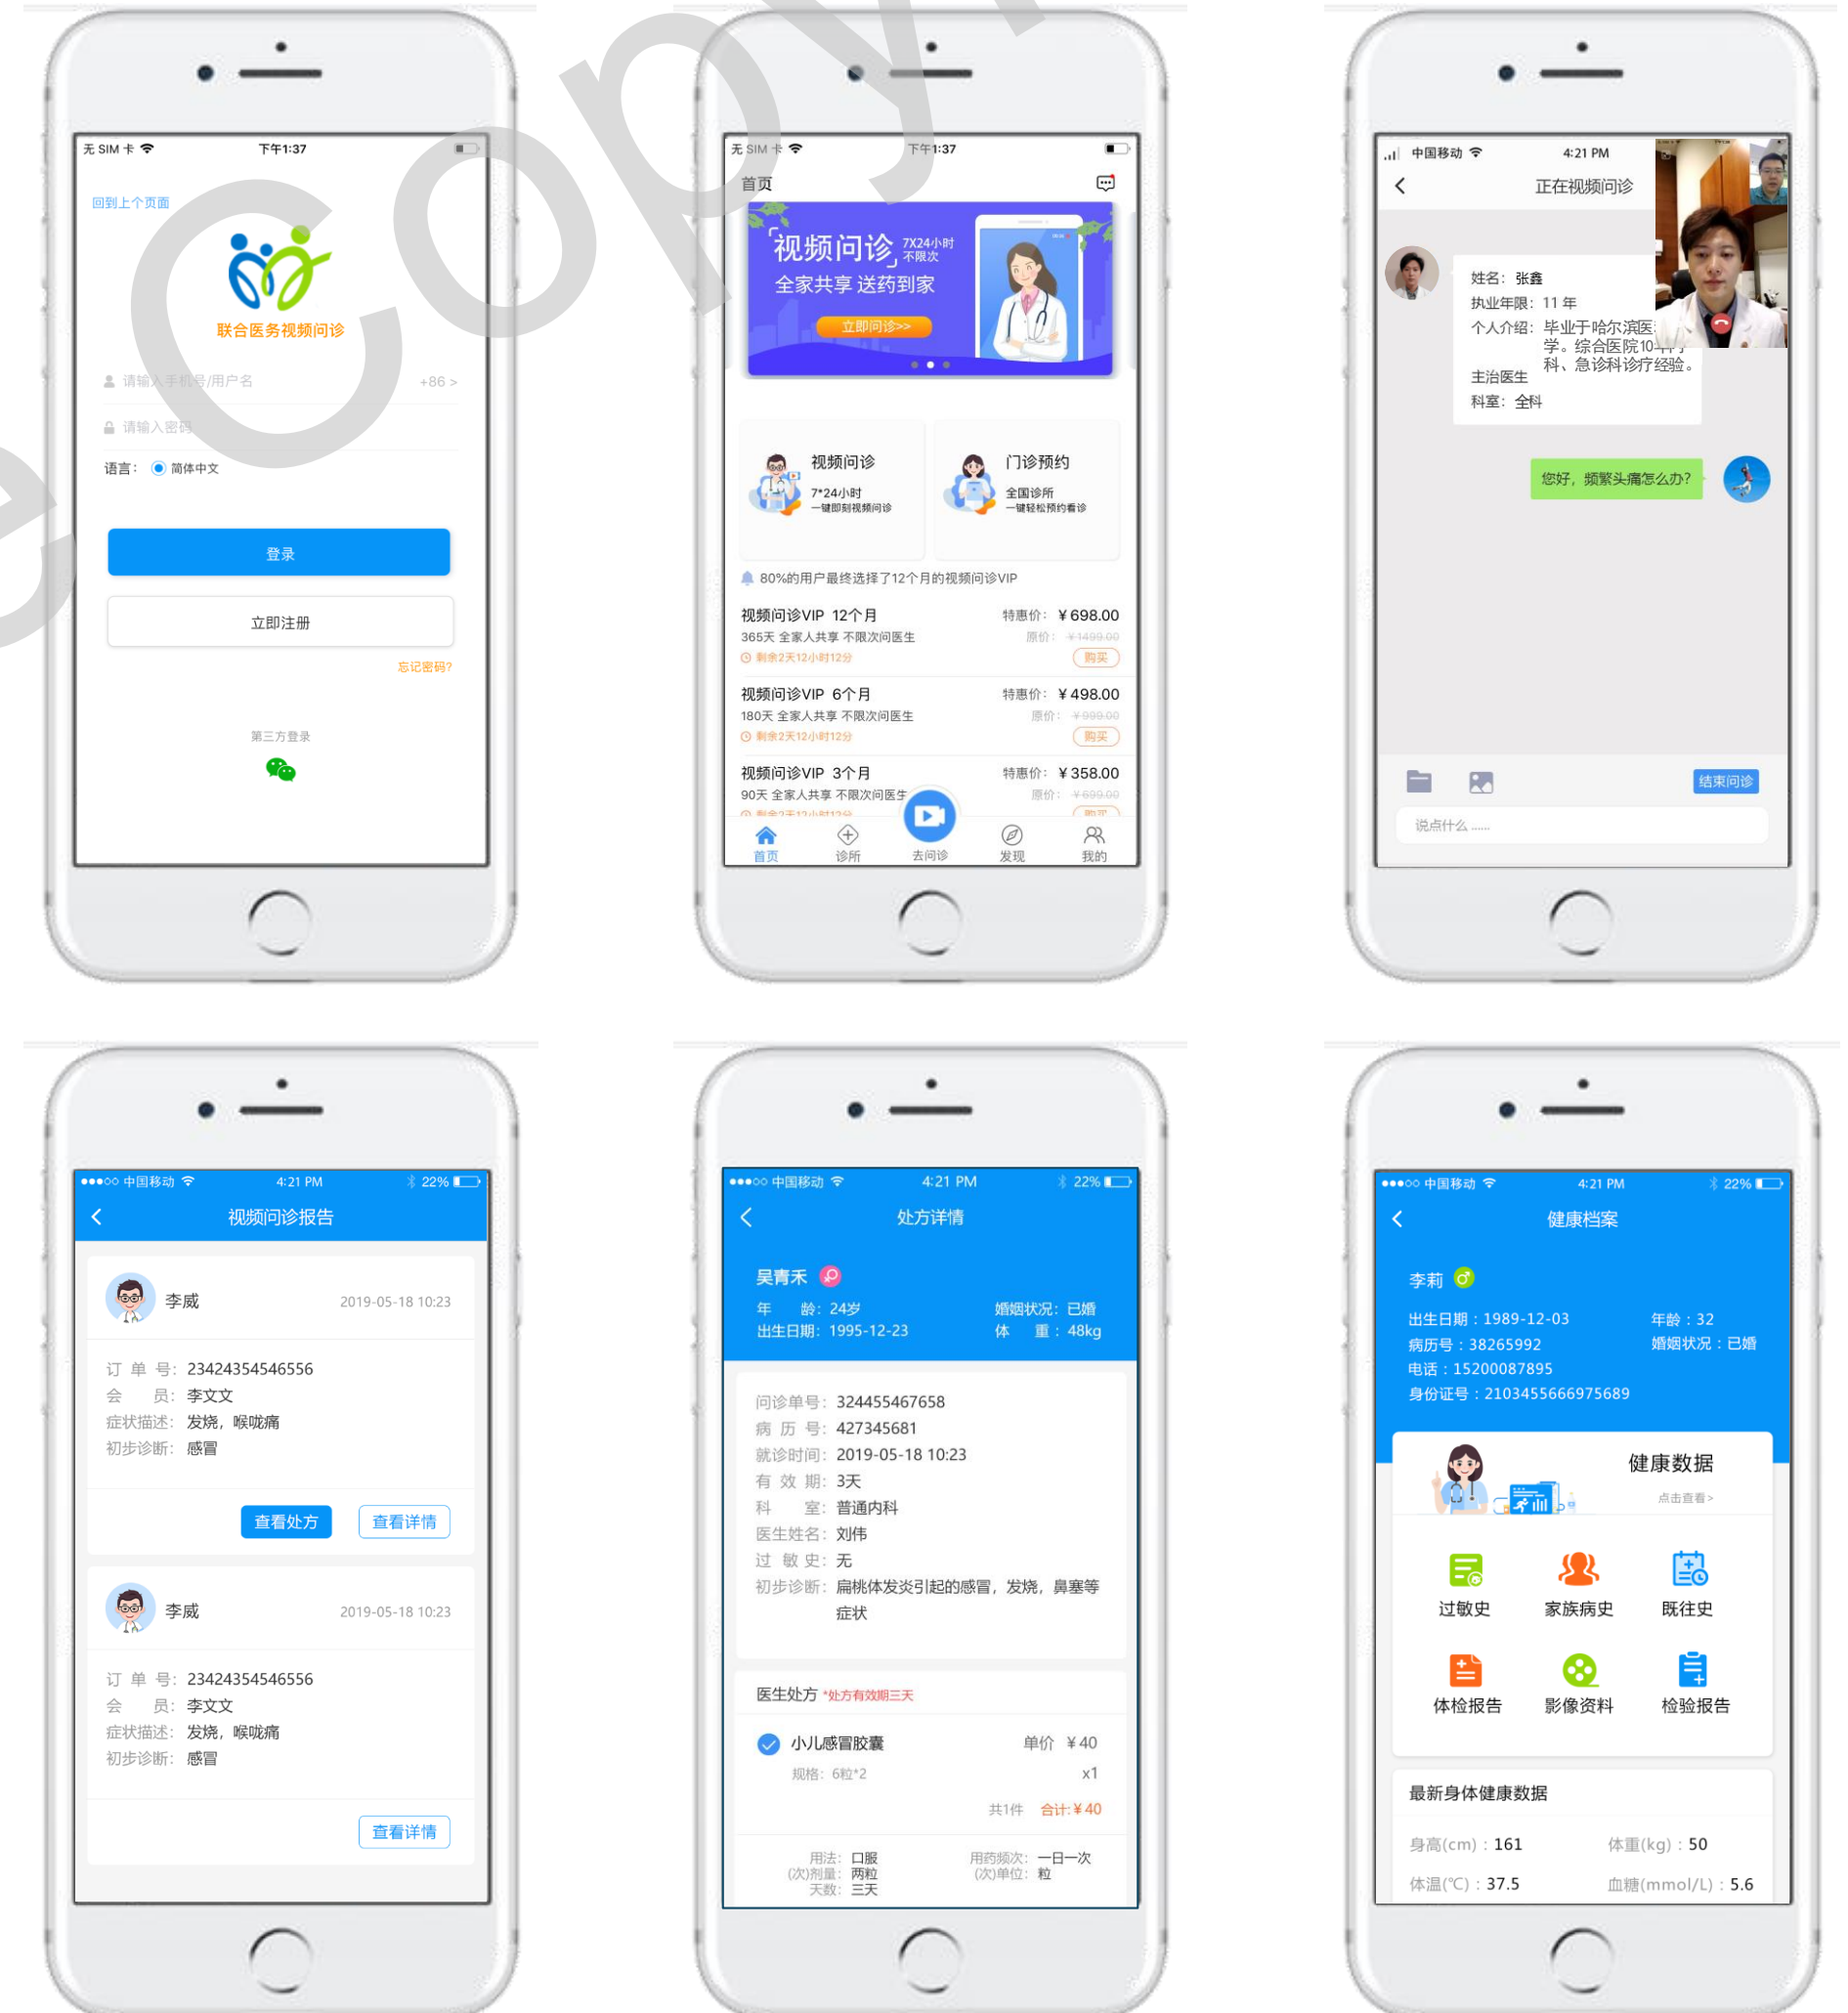 无 SIM 卡
下午1:37
回到上个页面
联合医务视频问诊
请输入手机号/用户名
+86 >
请输入密码
语言：
简体中文
登录
立即注册
忘记密码?
第三方登录
无 SIM 卡
下午1:37
首页
「视频问诊」
7X24小时
不限次
全家共享 送药到家
立即问诊>>
视频问诊
7*24小时
一键即刻视频问诊
门诊预约
全国诊所
一键轻松预约看诊
80%的用户最终选择了12个月的视频问诊VIP
视频问诊VIP 12个月
特惠价： ¥698.00
365天 全家人共享 不限次问医生
原价： ¥1499.00
剩余2天12小时12分
购买
视频问诊VIP 6个月
特惠价： ¥498.00
180天 全家人共享 不限次问医生
原价： ¥999.00
剩余2天12小时12分
购买
视频问诊VIP 3个月
特惠价： ¥358.00
90天 全家人共享 不限次问医生
原价： ¥699.00
剩余2天12小时12分
购买
首页
诊所
去问诊
发现
我的
中国移动
4:21 PM
正在视频问诊
姓名：张鑫
执业年限：11 年
个人介绍：毕业于哈尔滨医
学。综合医院10年
科、急诊科诊疗经验。
主治医生
科室：全科
您好，频繁头痛怎么办?
结束问诊
说点什么 ......
中国移动
4:21 PM
22%
视频问诊报告
李威
2019-05-18 10:23
订 单 号：23424354546556
会 员：李文文
症状描述：发烧，喉咙痛
初步诊断：感冒
查看处方
查看详情
李威
2019-05-18 10:23
订 单 号：23424354546556
会 员：李文文
症状描述：发烧，喉咙痛
初步诊断：感冒
查看详情
中国移动
4:21 PM
22%
处方详情
吴青禾
年 龄：24岁
婚姻状况：已婚
出生日期：1995-12-23
体 重：48kg
问诊单号：324455467658
病 历 号：427345681
就诊时间：2019-05-18 10:23
有 效 期：3天
科 室：普通内科
医生姓名：刘伟
过 敏 史：无
初步诊断：扁桃体发炎引起的感冒，发烧，鼻塞等
症状
医生处方 *处方有效期三天
小儿感冒胶囊
单价 ¥40
规格：6粒*2
x1
共1件 合计:¥40
用法：口服
用药频次：一日一次
(次)剂量：两粒
(次)单位：粒
天数：三天
中国移动
4:21 PM
22%
健康档案
李莉
出生日期：1989-12-03
年龄：32
病历号：38265992
婚姻状况：已婚
电话：15200087895
身份证号：2103455666975689
健康数据
点击查看>
过敏史
家族病史
既往史
体检报告
影像资料
检验报告
最新身体健康数据
身高(cm)：161
体重(kg)：50
体温(℃)：37.5
血糖(mmol/L)：5.6